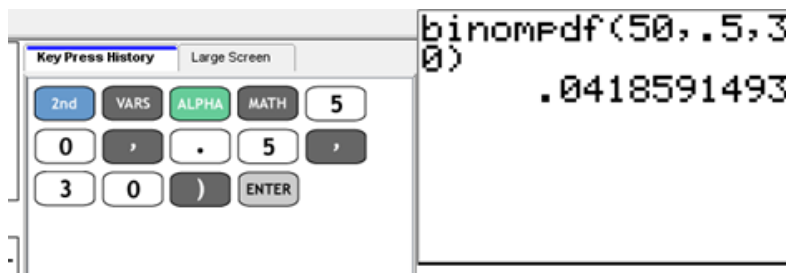 Key Press History Large Screen
2nd VARS ALPHA MATH 5
0 , . 5 ,
3 0 ) ENTER
binompdf(50,.5,3
0)
.0418591493